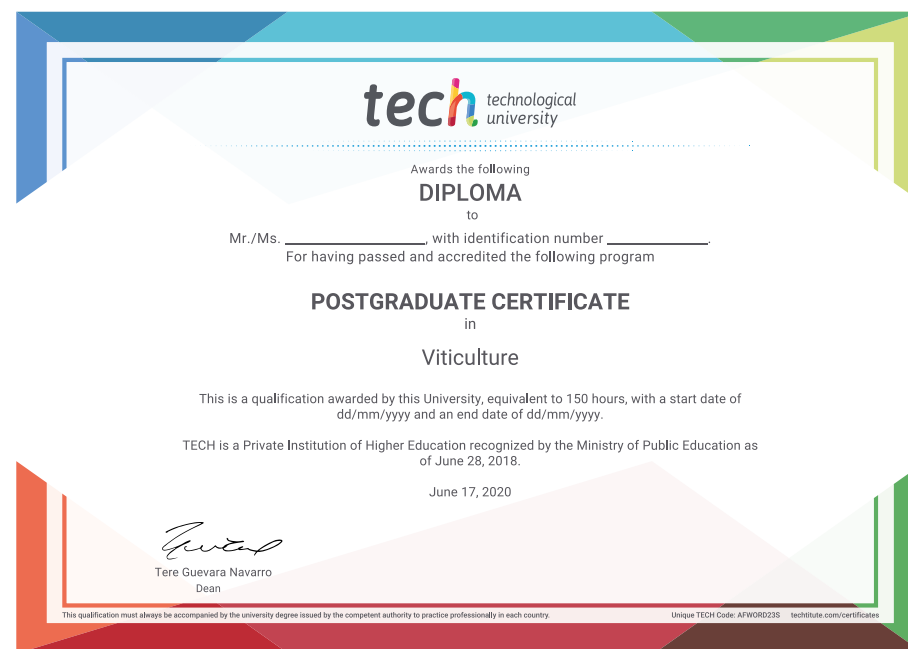 tech technological
university
Awards the following
DIPLOMA
to
Mr./Ms. ____________________, with identification number ______________.
For having passed and accredited the following program
POSTGRADUATE CERTIFICATE
in
Viticulture
This is a qualification awarded by this University, equivalent to 150 hours, with a start date of
dd/mm/yyyy and an end date of dd/mm/yyyy.
TECH is a Private Institution of Higher Education recognized by the Ministry of Public Education as
of June 28, 2018.
June 17, 2020
Tere Guevara Navarro
Dean
This qualification must always be accompanied by the university degree issued by the competent authority to practice professionally in each country.
Unique TECH Code: AFWORD23S techtitute.com/certificates